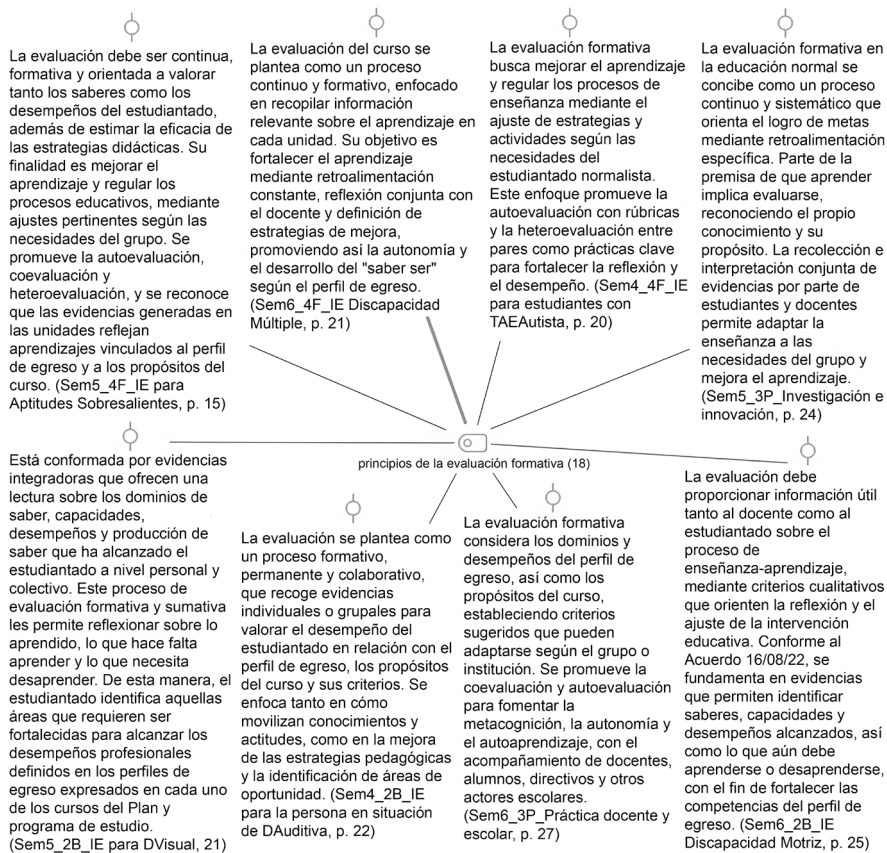 La evaluación debe ser continua,
formativa y orientada a valorar
tanto los saberes como los
desempeños del estudiantado,
además de estimar la eficacia de
las estrategias didácticas. Su
finalidad es mejorar el
aprendizaje y regular los
procesos educativos, mediante
ajustes pertinentes según las
necesidades del grupo. Se
promueve la autoevaluación,
coevaluación y
heteroevaluación, y se reconoce
que las evidencias generadas en
las unidades reflejan
aprendizajes vinculados al perfil
de egreso y a los propósitos del
curso. (Sem5_4F_IE para
Aptitudes Sobresalientes, p. 15)
La evaluación del curso se
plantea como un proceso
continuo y formativo, enfocado
en recopilar información
relevante sobre el aprendizaje en
cada unidad. Su objetivo es
fortalecer el aprendizaje
mediante retroalimentación
constante, reflexión conjunta con
el docente y definición de
estrategias de mejora,
promoviendo así la autonomía y
el desarrollo del "saber ser"
según el perfil de egreso.
(Sem6_4F_IE Discapacidad
Múltiple, p. 21)
La evaluación formativa
busca mejorar el aprendizaje
y regular los procesos de
enseñanza mediante el
ajuste de estrategias y
actividades según las
necesidades del
estudiantado normalista.
Este enfoque promueve la
autoevaluación con rúbricas
y la heteroevaluación entre
pares como prácticas clave
para fortalecer la reflexión y
el desempeño. (Sem4_4F_IE
para estudiantes con
TAEAutista, p. 20)
La evaluación formativa en
la educación normal se
concibe como un proceso
continuo y sistemático que
orienta el logro de metas
mediante retroalimentación
específica. Parte de la
premisa de que aprender
implica evaluarse,
reconociendo el propio
conocimiento y su
propósito. La recolección e
interpretación conjunta de
evidencias por parte de
estudiantes y docentes
permite adaptar la
enseñanza a las
necesidades del grupo y
mejora el aprendizaje.
(Sem5_3P_Investigación e
innovación, p. 24)
principios de la evaluación formativa (18)
Está conformada por evidencias
integradoras que ofrecen una
lectura sobre los dominios de
saber, capacidades,
desempeños y producción de
saber que ha alcanzado el
estudiantado a nivel personal y
colectivo. Este proceso de
evaluación formativa y sumativa
les permite reflexionar sobre lo
aprendido, lo que hace falta
aprender y lo que necesita
desaprender. De esta manera, el
estudiantado identifica aquellas
áreas que requieren ser
fortalecidas para alcanzar los
desempeños profesionales
definidos en los perfiles de
egreso expresados en cada uno
de los cursos del Plan y
programa de estudio.
(Sem5_2B_IE para DVisual, 21)
La evaluación se plantea como
un proceso formativo,
permanente y colaborativo,
que recoge evidencias
individuales o grupales para
valorar el desempeño del
estudiantado en relación con el
perfil de egreso, los propósitos
del curso y sus criterios. Se
enfoca tanto en cómo
movilizan conocimientos y
actitudes, como en la mejora
de las estrategias pedagógicas
y la identificación de áreas de
oportunidad. (Sem4_2B_IE
para la persona en situación
de DAuditiva, p. 22)
La evaluación formativa
considera los dominios y
desempeños del perfil de
egreso, así como los
propósitos del curso,
estableciendo criterios
sugeridos que pueden
adaptarse según el grupo o
institución. Se promueve la
coevaluación y autoevaluación
para fomentar la
metacognición, la autonomía y
el autoaprendizaje, con el
acompañamiento de docentes,
alumnos, directivos y otros
actores escolares.
(Sem6_3P_Práctica docente y
escolar, p. 27)
La evaluación debe
proporcionar información útil
tanto al docente como al
estudiantado sobre el
proceso de
enseñanza-aprendizaje,
mediante criterios cualitativos
que orienten la reflexión y el
ajuste de la intervención
educativa. Conforme al
Acuerdo 16/08/22, se
fundamenta en evidencias
que permiten identificar
saberes, capacidades y
desempeños alcanzados, así
como lo que aún debe
aprenderse o desaprenderse,
con el fin de fortalecer las
competencias del perfil de
egreso. (Sem6_2B_IE
Discapacidad Motriz, p. 25)